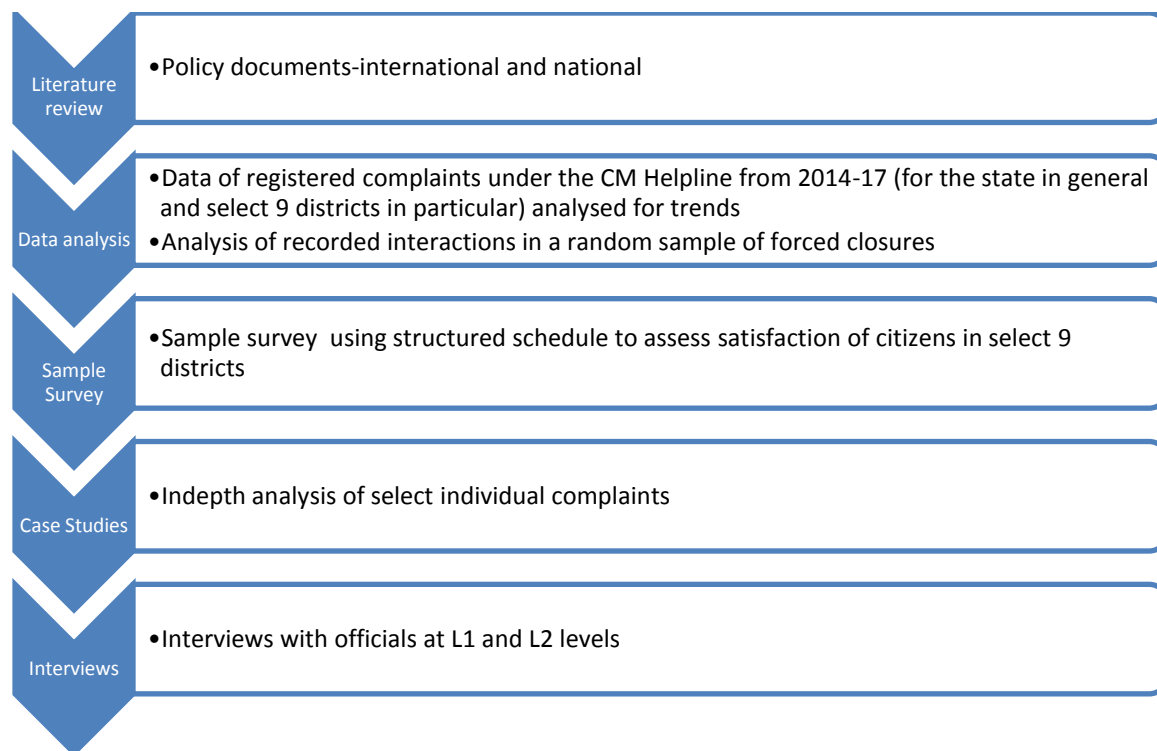 Literature
review
•Policy documents-international and national
Data analysis
•Data of registered complaints under the CM Helpline from 2014-17 (for the state in general
and select 9 districts in particular) analysed for trends
•Analysis of recorded interactions in a random sample of forced closures
Sample
Survey
•Sample survey using structured schedule to assess satisfaction of citizens in select 9
districts
Case Studies
•Indepth analysis of select individual complaints
Interviews
•Interviews with officials at L1 and L2 levels